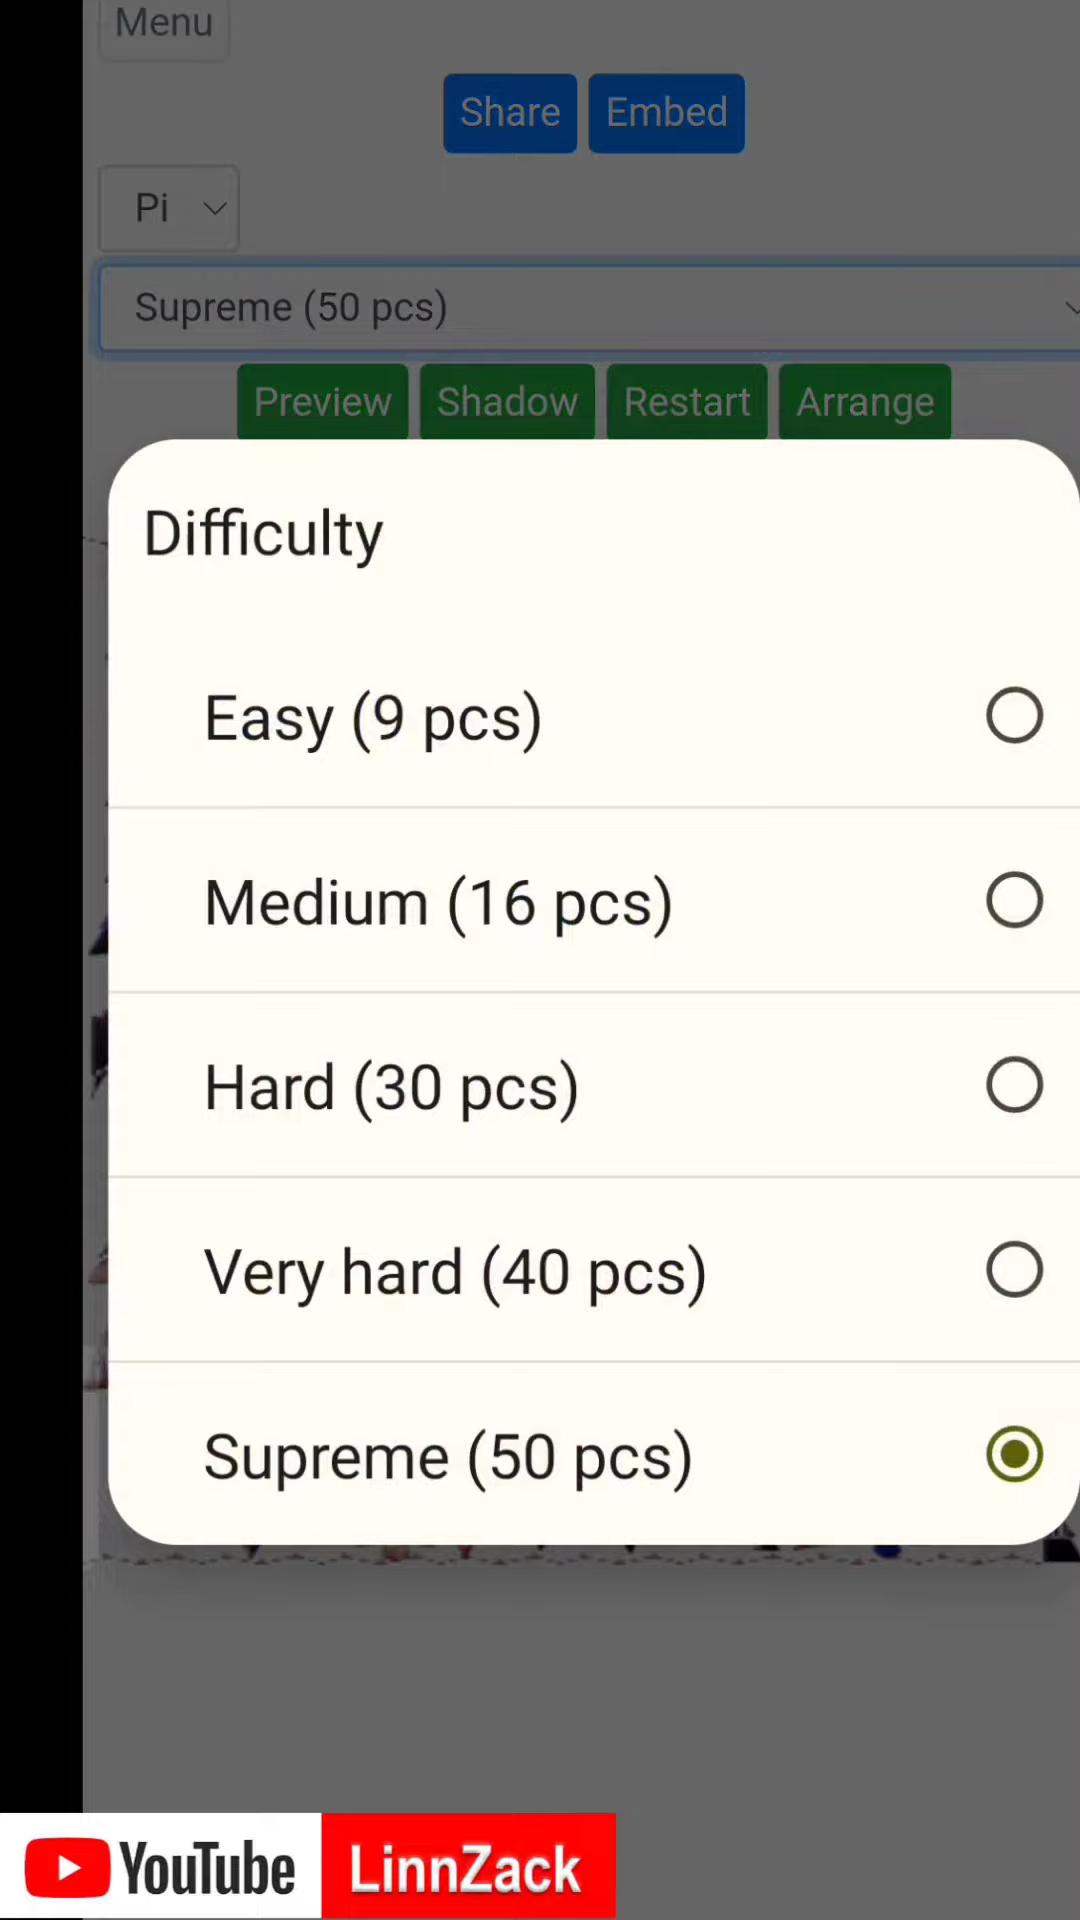 Menu
Share Embed
Pi
Supreme (50 pcs)
Preview Shadow Restart Arrange
Difficulty
Easy (9 pcs)
Medium (16 pcs)
Hard (30 pcs)
Very hard (40 pcs)
Supreme (50 pcs)
YouTube LinnZack